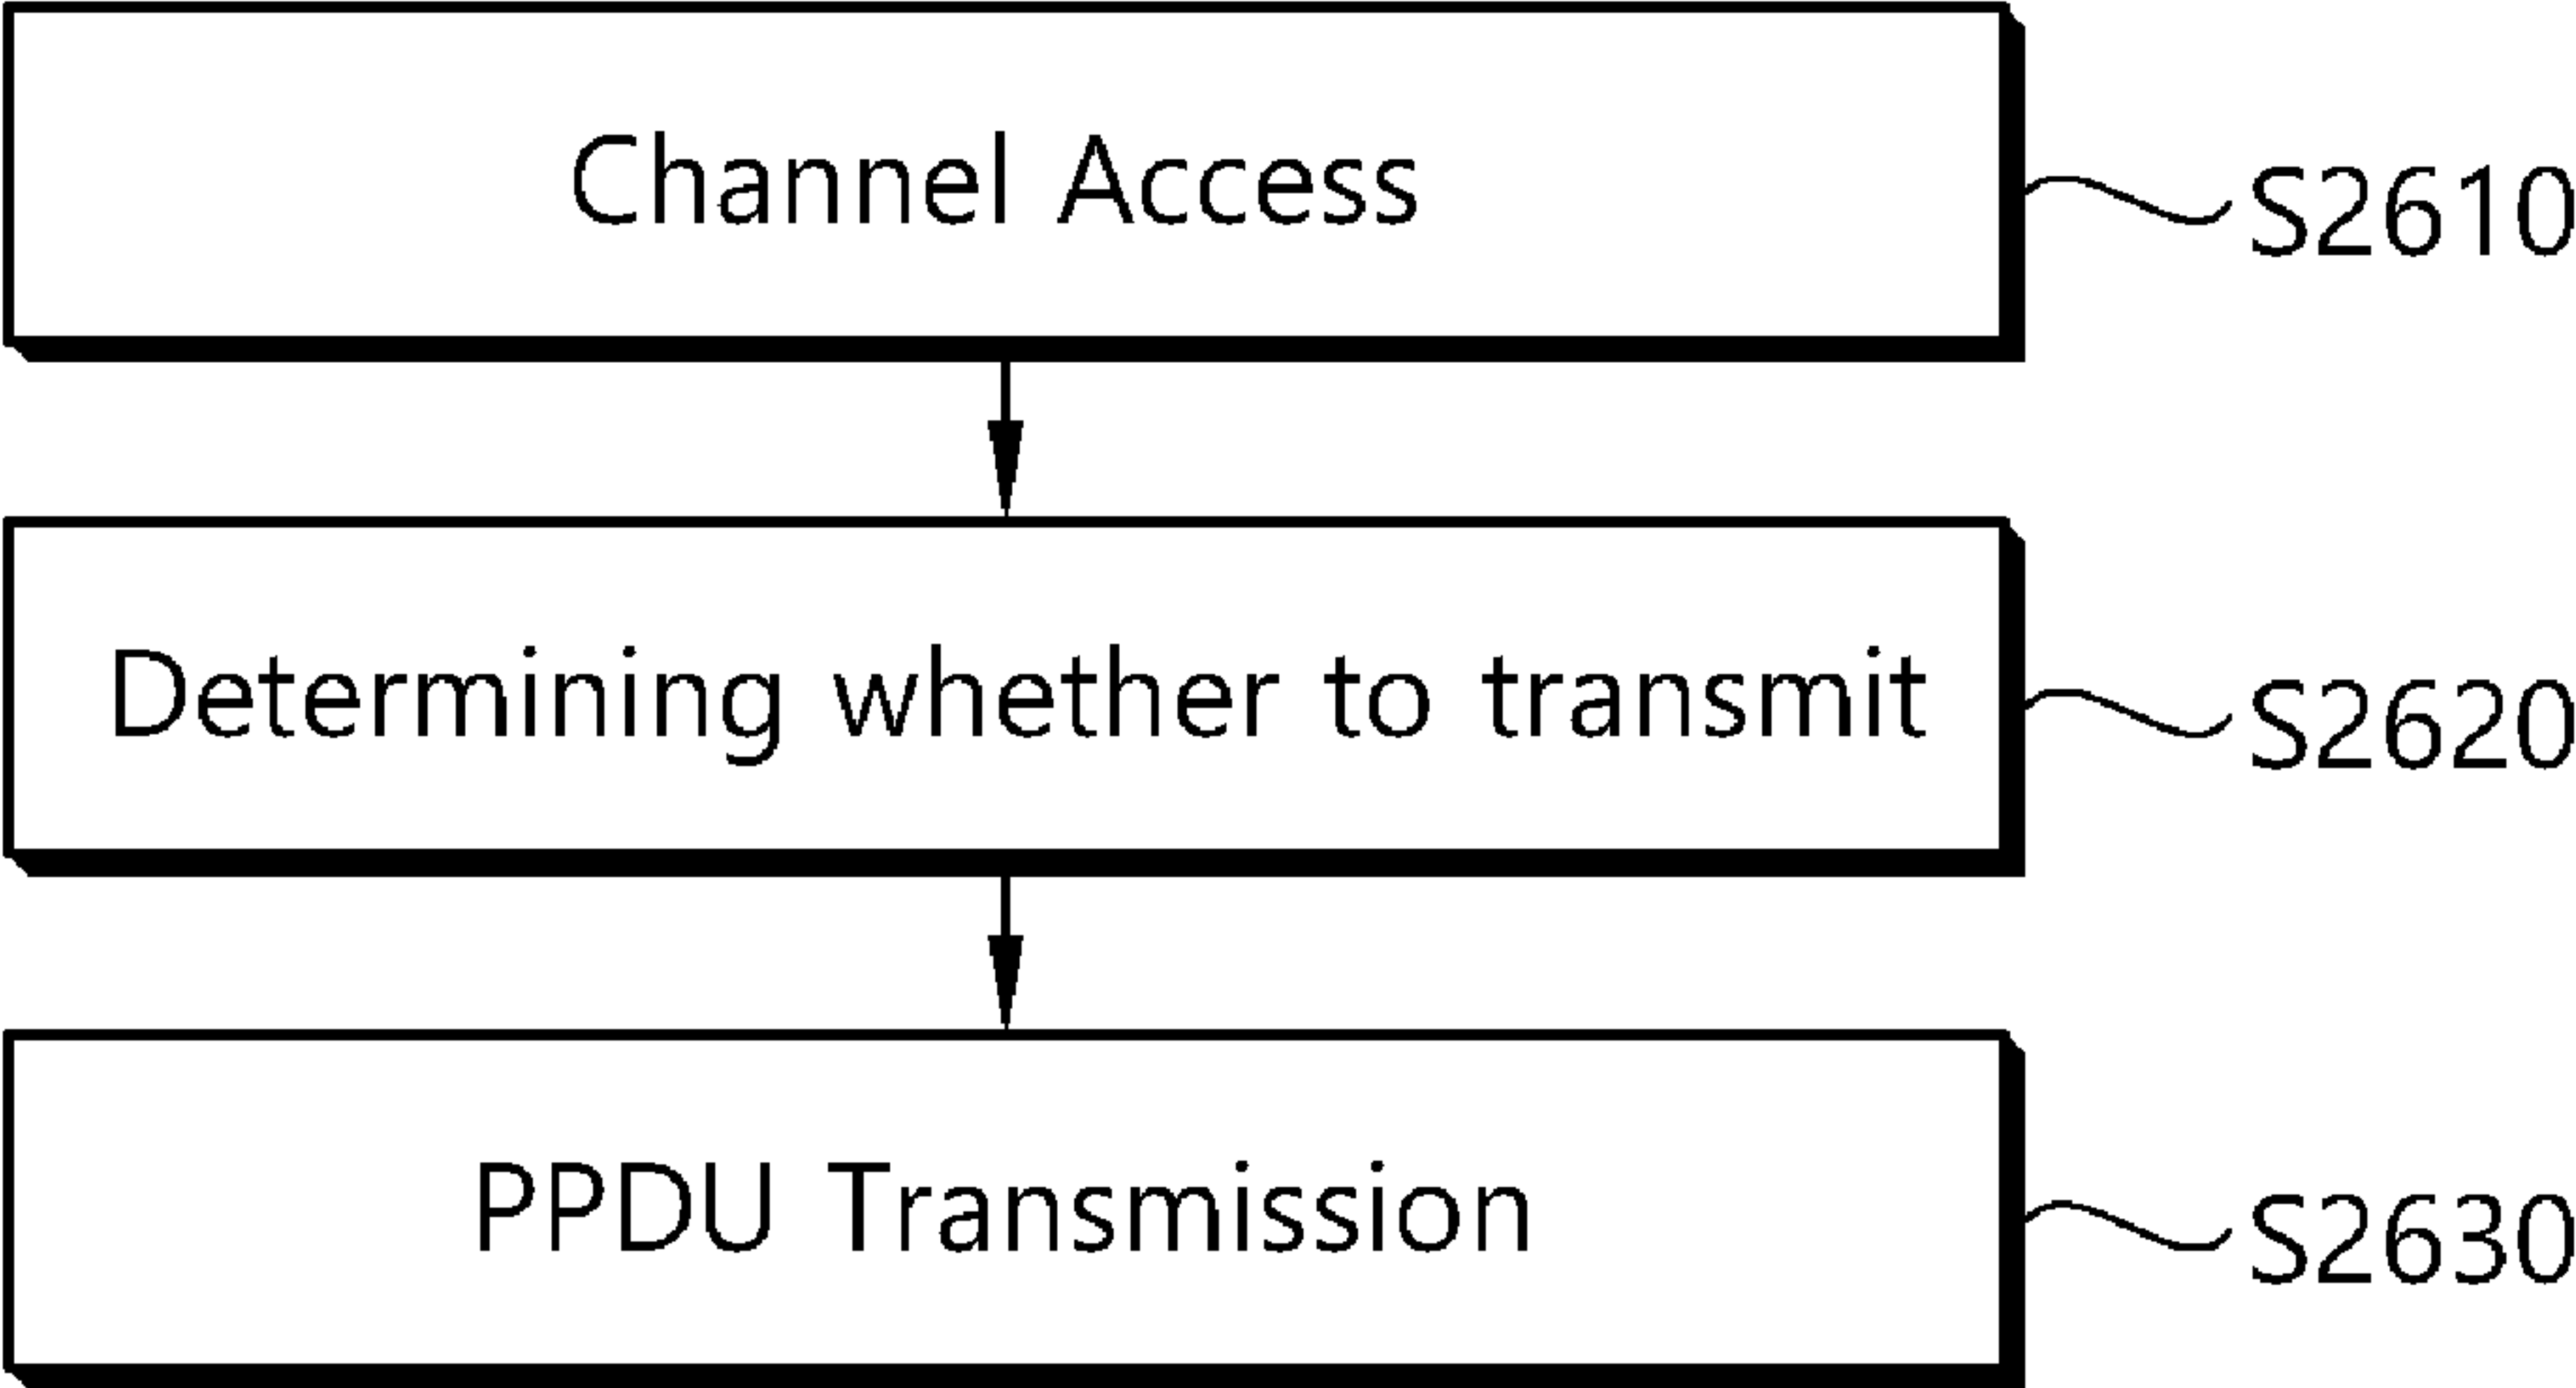 Channel Access
S2610
Determining whether to transmit
S2620
PPDU Transmission
S2630